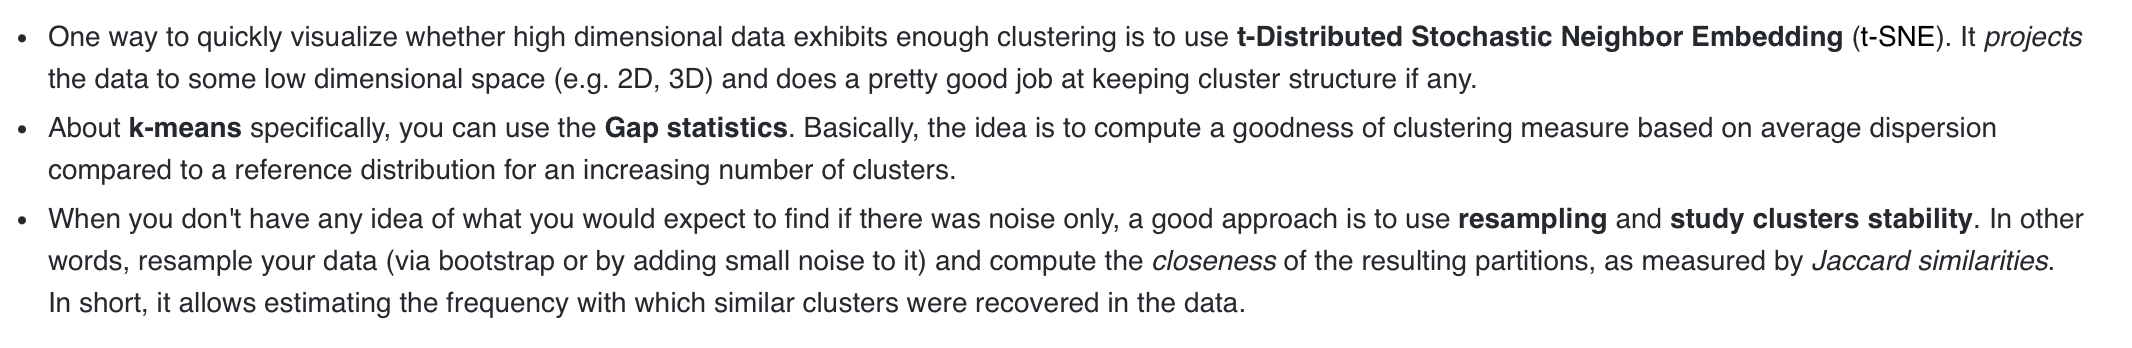 • One way to quickly visualize whether high dimensional data exhibits enough clustering is to use t-Distributed Stochastic Neighbor Embedding (t-SNE). It projects
the data to some low dimensional space (e.g. 2D, 3D) and does a pretty good job at keeping cluster structure if any.
• About k-means specifically, you can use the Gap statistics. Basically, the idea is to compute a goodness of clustering measure based on average dispersion
compared to a reference distribution for an increasing number of clusters.
• When you don't have any idea of what you would expect to find if there was noise only, a good approach is to use resampling and study clusters stability. In other
words, resample your data (via bootstrap or by adding small noise to it) and compute the closeness of the resulting partitions, as measured by Jaccard similarities.
In short, it allows estimating the frequency with which similar clusters were recovered in the data.